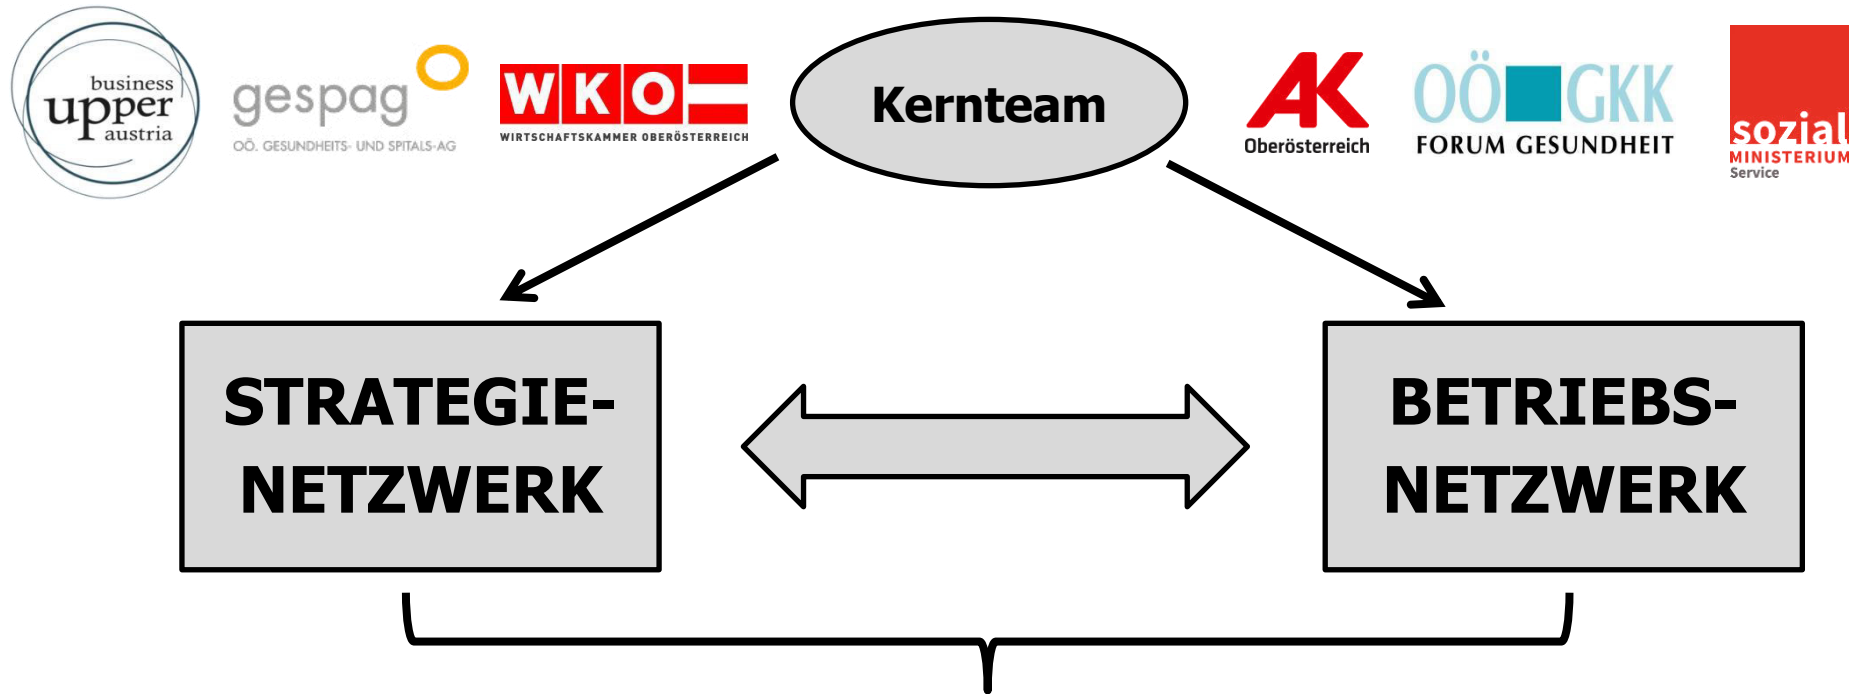 business
upper
austria
gespag
OÖ. GESUNDHEITS- UND SPITALS-AG
WKO
WIRTSCHAFTSKAMMER OBERÖSTERREICH
Kernteam
AK
Oberösterreich
OÖ GKK
FORUM GESUNDHEIT
sozial
MINISTERIUM
Service
STRATEGIE-
NETZWERK
BETRIEBS-
NETZWERK